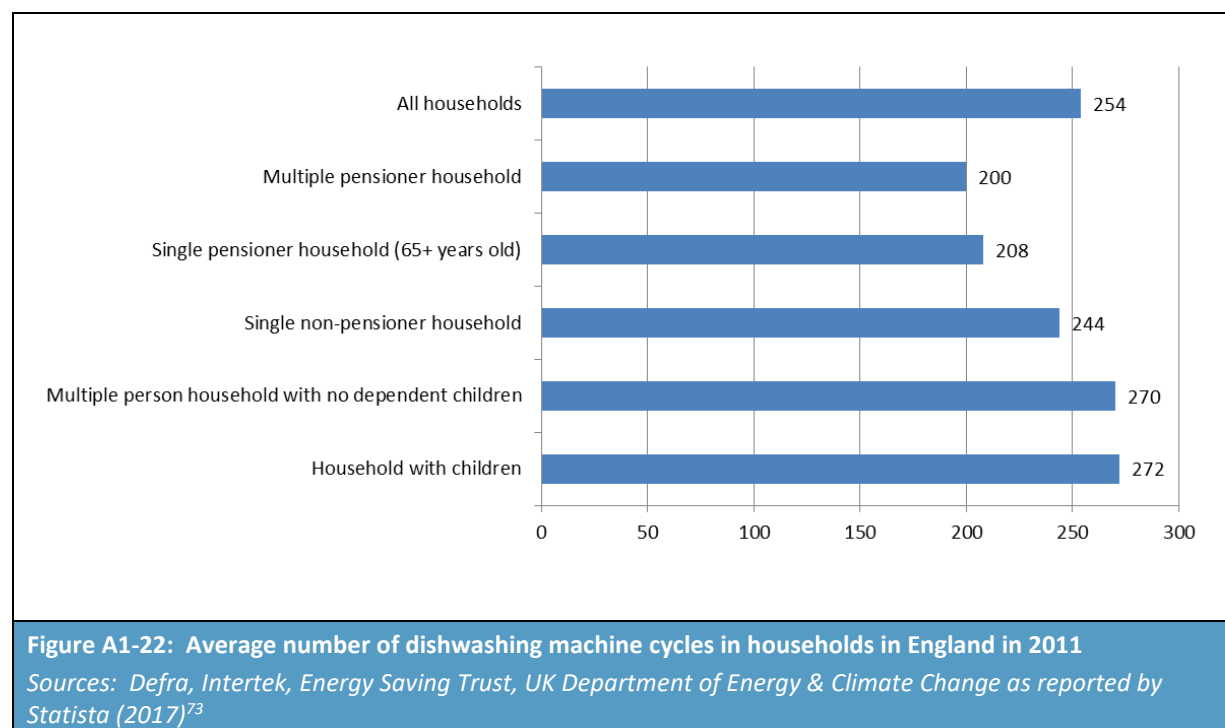 All households
254
Multiple pensioner household
200
Single pensioner household (65+ years old)
208
Single non-pensioner household
244
Multiple person household with no dependent children
270
Household with children
272
0 50 100 150 200 250 300
Figure A1-22: Average number of dishwashing machine cycles in households in England in 2011
Sources: Defra, Intertek, Energy Saving Trust, UK Department of Energy & Climate Change as reported by
Statista (2017)73